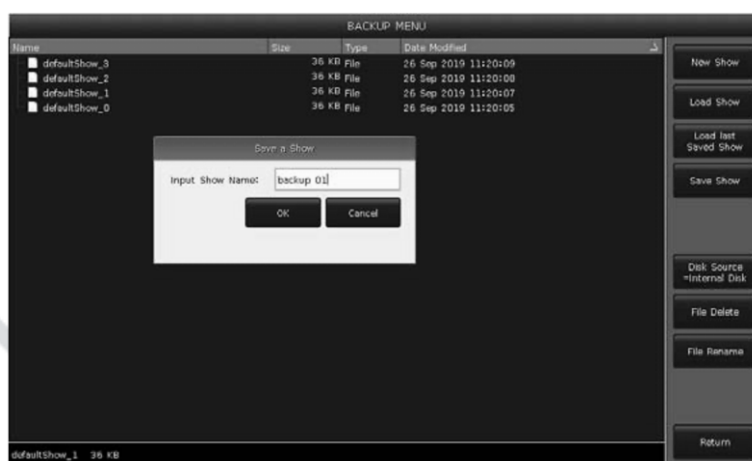 BACKUP MENU
Name Size Type Date Modified
defaultShow_3 36 KB File 26 Sep 2019 11:20:09
defaultShow_2 36 KB File 26 Sep 2019 11:20:00
defaultShow_1 36 KB File 26 Sep 2019 11:20:07
defaultShow_0 36 KB File 26 Sep 2019 11:20:05
Save a Show
Input Show Name: backup 01
OK Cancel
New Show
Load Show
Load last
Saved Show
Save Show
Disk Source
=Internal Disk
File Delete
File Rename
Return
defaultShow_1 36 KB